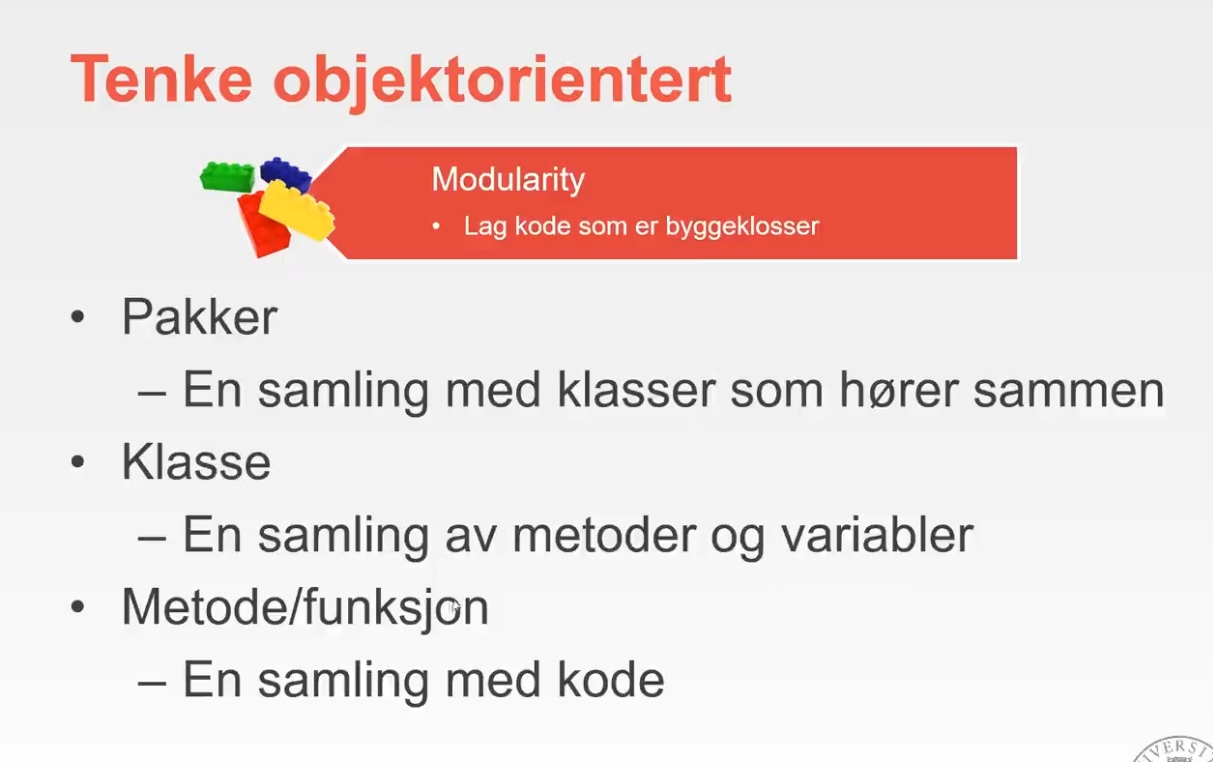 Tenke objektorientert
Modularity
• Lag kode som er byggeklosser
• Pakker
– En samling med klasser som hører sammen
• Klasse
– En samling av metoder og variabler
• Metode/funksjon
– En samling med kode